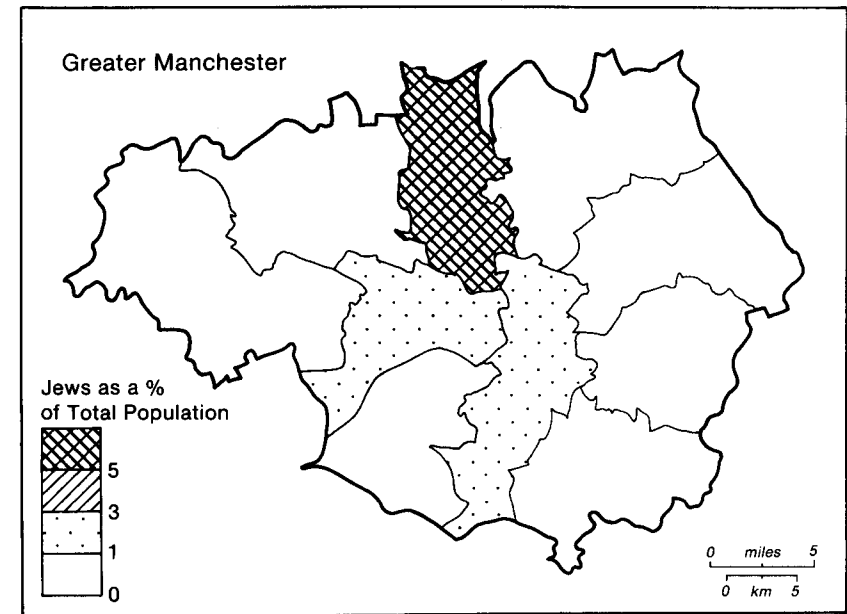 Greater Manchester
Jews as a %
of Total Population
5
3
1
0
0 miles 5
0 km 5